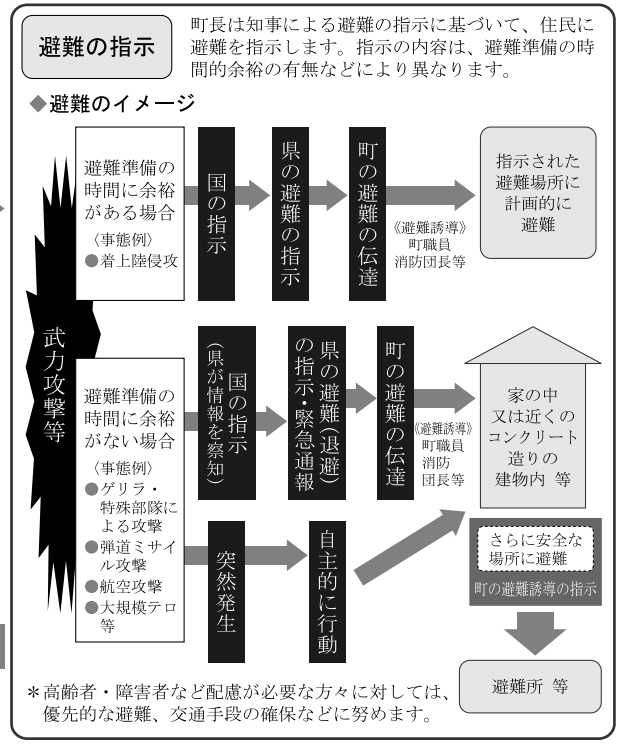 避難の指示
町長は知事による避難の指示に基づいて、住民に
避難を指示します。指示の内容は、避難準備の時
間的余裕の有無などにより異なります。
◆避難のイメージ
武力攻撃等
避難準備の
時間に余裕
がある場合
〈事態例〉
●着上陸侵攻
国の指示
県の避難の指示
町の避難の伝達
《避難誘導》
町職員
消防団長等
指示された
避難場所に
計画的に
避難
避難準備の
時間に余裕
がない場合
〈事態例〉
●ゲリラ・
特殊部隊に
よる攻撃
●弾道ミサイ
ル攻撃
●航空攻撃
●大規模テロ
等
国の指示
(県が情報を察知)
県の避難(退避)
の指示・緊急通報
町の避難の伝達
《避難誘導》
町職員
消防
団長等
家の中
又は近くの
コンクリート
造りの
建物内 等
突然発生
自主的に行動
さらに安全な
場所に避難
町の避難誘導の指示
避難所 等
＊高齢者・障害者など配慮が必要な方々に対しては、
優先的な避難、交通手段の確保などに努めます。